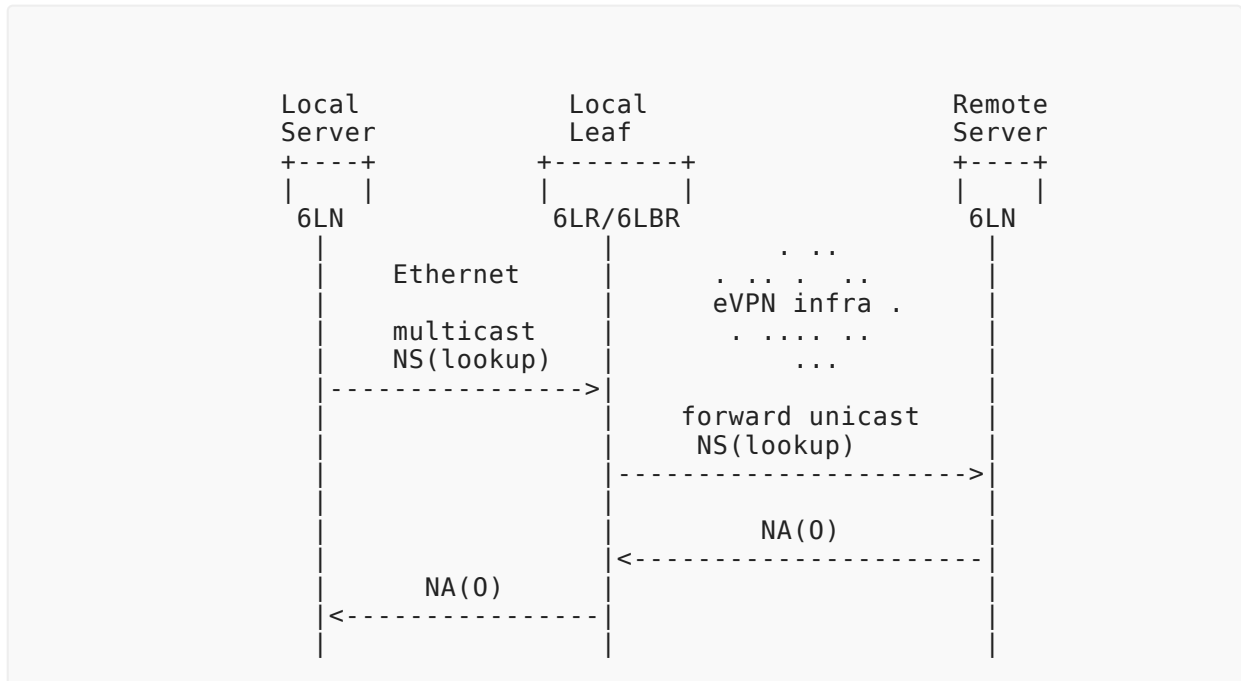 Local Local Remote
Server Leaf Server
6LN 6LR/6LBR 6LN
Ethernet
eVPN infra .
multicast
NS(lookup)
forward unicast
NS(lookup)
NA(O)
NA(O)